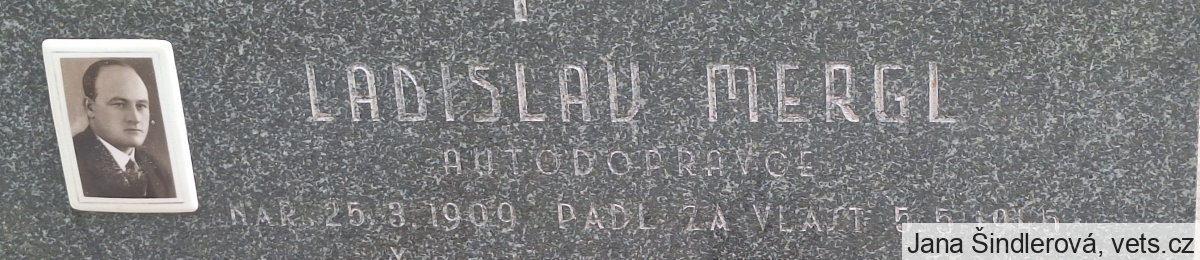 LADISLAV MERGL
AUTODOPRAVCE
NAR. 25.3.1909 PADL ZA VLAST 5.5.1945
Jana Šindlerová, vets.cz